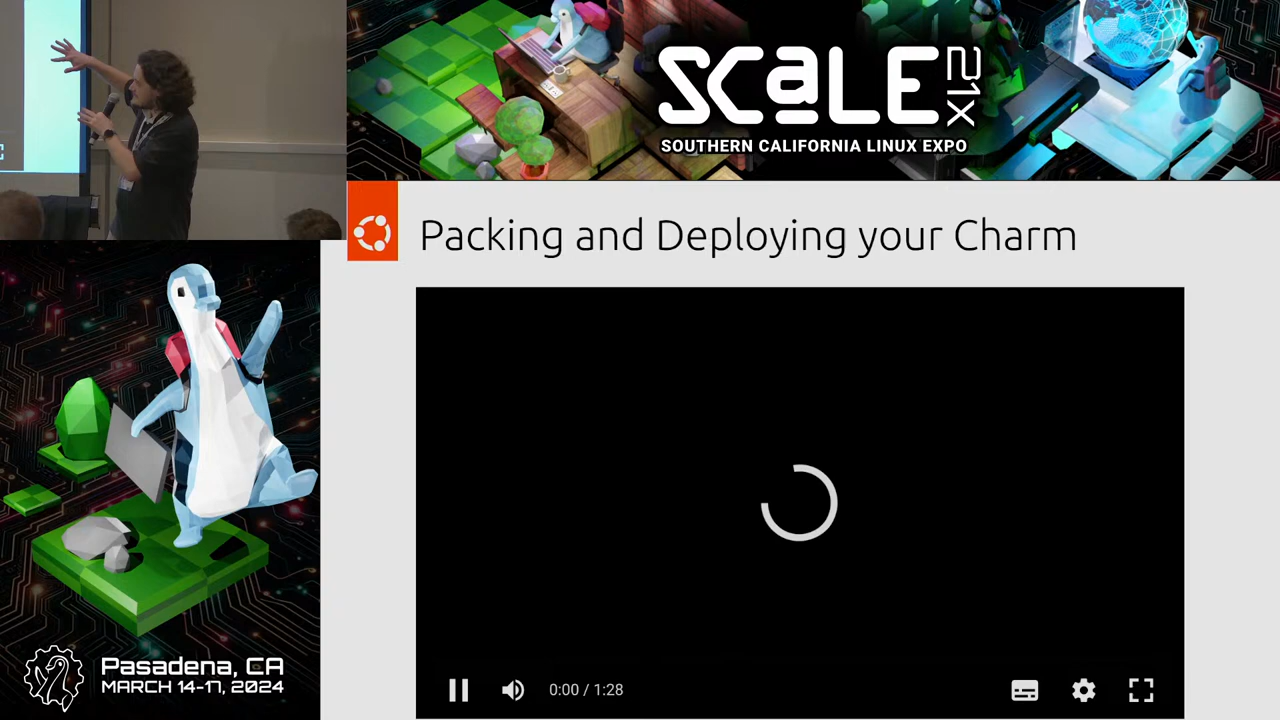 SCaLE 21X
SOUTHERN CALIFORNIA LINUX EXPO
Packing and Deploying your Charm
0:00 / 1:28
Pasadena, CA
MARCH 14-17, 2024